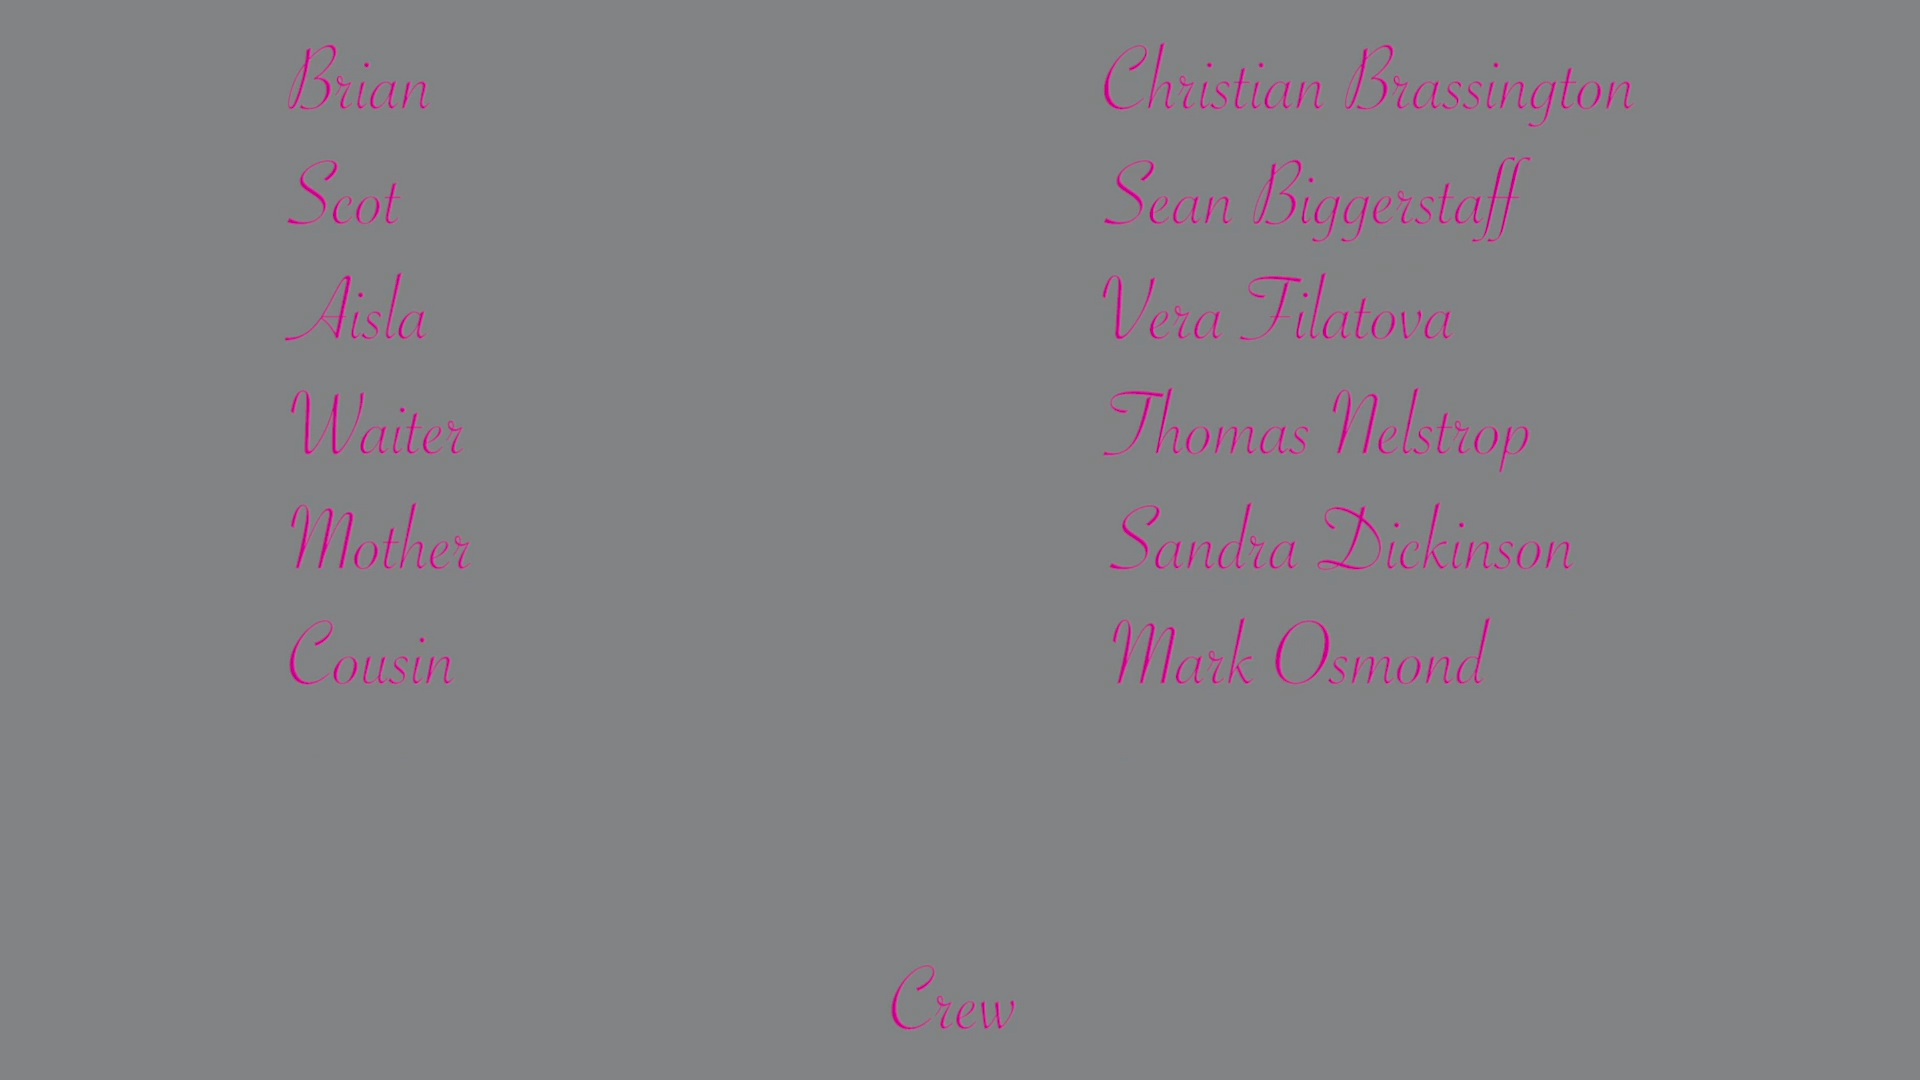 Brian Christian Brassington
Scot Sean Biggerstaff
Aisla Vera Filatova
Waiter Thomas Nelstrop
Mother Sandra Dickinson
Cousin Mark Osmond
Crew